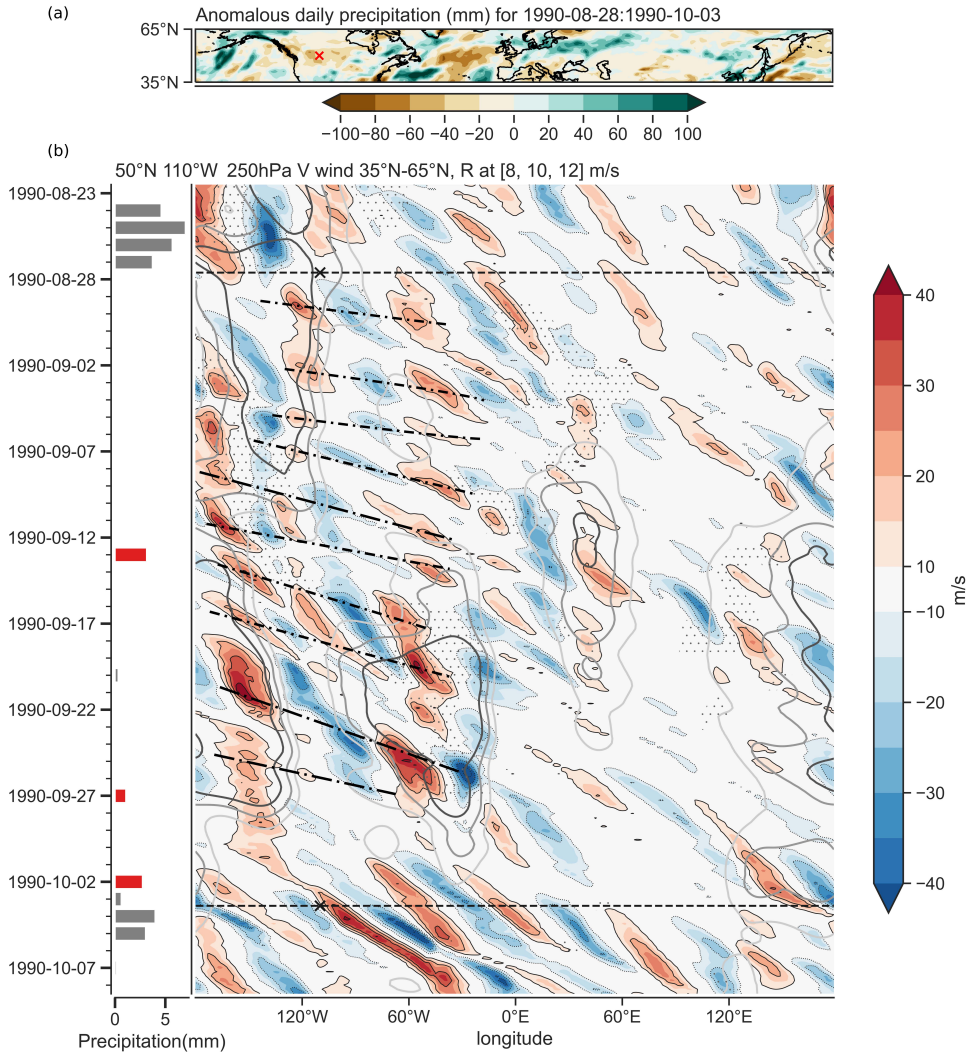 (a)
Anomalous daily precipitation (mm) for 1990-08-28:1990-10-03
65°N
35°N
−100 −80 −60 −40 −20 0 20 40 60 80 100
(b)
50°N 110°W 250hPa V wind 35°N-65°N, R at [8, 10, 12] m/s
1990-08-23
1990-08-28
1990-09-02
1990-09-07
1990-09-12
1990-09-17
1990-09-22
1990-09-27
1990-10-02
1990-10-07
0 5
Precipitation(mm)
120°W 60°W 0°E 60°E 120°E
longitude
40
30
20
10
−10
−20
−30
−40
m/s